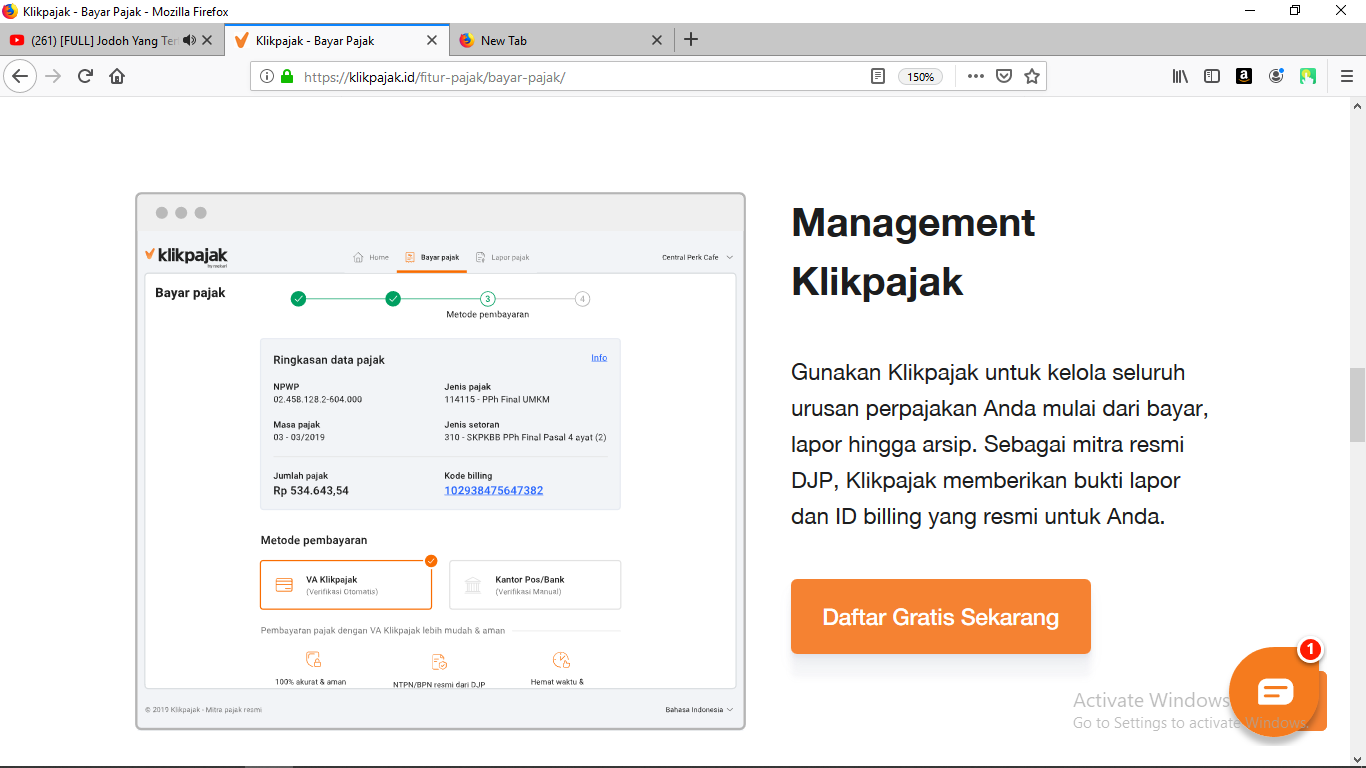 Klikpajak - Bayar Pajak - Mozilla Firefox
(261) [FULL] Jodoh Yang Ter
Klikpajak - Bayar Pajak
New Tab
https://klikpajak.id/fitur-pajak/bayar-pajak/
150%
klikpajak
by mekari
Home
Bayar pajak
Lapor pajak
Central Perk Cafe
Bayar pajak
3
4
Metode pembayaran
Ringkasan data pajak
Info
NPWP
Jenis pajak
02.458.128.2-604.000
114115 - PPh Final UMKM
Masa pajak
Jenis setoran
03 - 03/2019
310 - SKPKBB PPh Final Pasal 4 ayat (2)
Jumlah pajak
Kode billing
Rp 534.643,54
102938475647382
Metode pembayaran
VA Klikpajak
(Verifikasi Otomatis)
Kantor Pos/Bank
(Verifikasi Manual)
Pembayaran pajak dengan VA Klikpajak lebih mudah & aman
100% akurat & aman
NTPN/BPN resmi dari DJP
Hemat waktu &
© 2019 Klikpajak - Mitra pajak resmi
Bahasa Indonesia
Management
Klikpajak
Gunakan Klikpajak untuk kelola seluruh
urusan perpajakan Anda mulai dari bayar,
lapor hingga arsip. Sebagai mitra resmi
DJP, Klikpajak memberikan bukti lapor
dan ID billing yang resmi untuk Anda.
Daftar Gratis Sekarang
1
Activate Windows
Go to Settings to activate Windows.